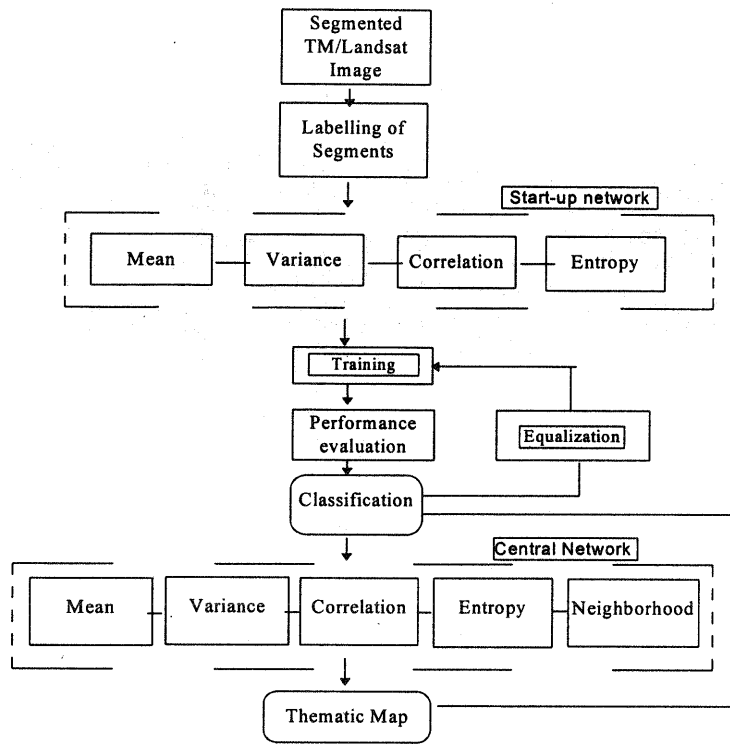 Segmented
TM/Landsat
Image
Labelling of
Segments
Start-up network
Mean
Variance
Correlation
Entropy
Training
Performance
evaluation
Equalization
Classification
Central Network
Mean
Variance
Correlation
Entropy
Neighborhood
Thematic Map